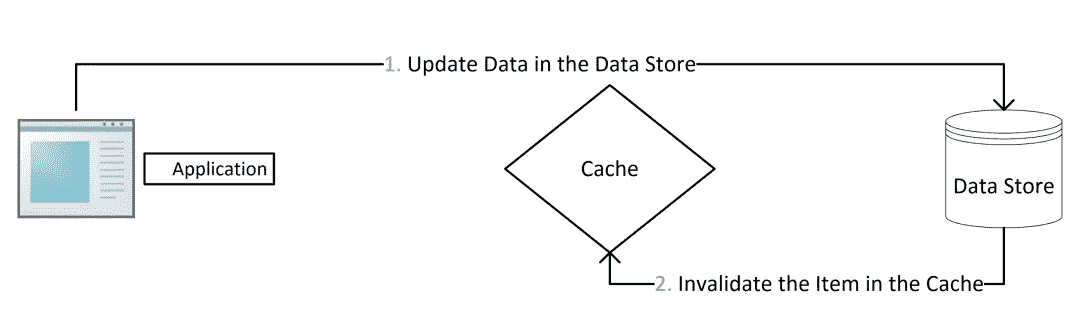 1. Update Data in the Data Store
Application
Cache
Data Store
2. Invalidate the Item in the Cache